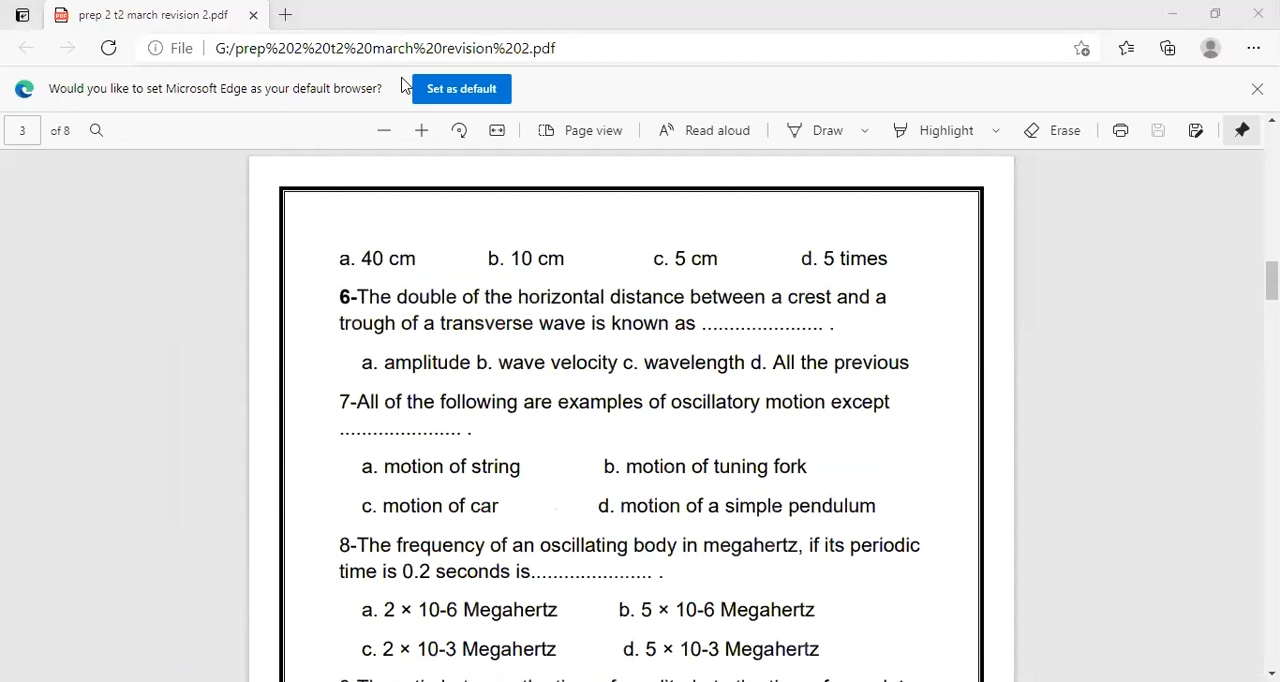 prep 2 t2 march revision 2.pdf
File | G:/prep%202%20t2%20march%20revision%202.pdf
Would you like to set Microsoft Edge as your default browser? Set as default
3 of 8 Page view Read aloud Draw Highlight Erase
a. 40 cm b. 10 cm c. 5 cm d. 5 times
6-The double of the horizontal distance between a crest and a
trough of a transverse wave is known as ...................... .
a. amplitude b. wave velocity c. wavelength d. All the previous
7-All of the following are examples of oscillatory motion except
...................... .
a. motion of string b. motion of tuning fork
c. motion of car d. motion of a simple pendulum
8-The frequency of an oscillating body in megahertz, if its periodic
time is 0.2 seconds is...................... .
a. 2 × 10-6 Megahertz b. 5 × 10-6 Megahertz
c. 2 × 10-3 Megahertz d. 5 × 10-3 Megahertz